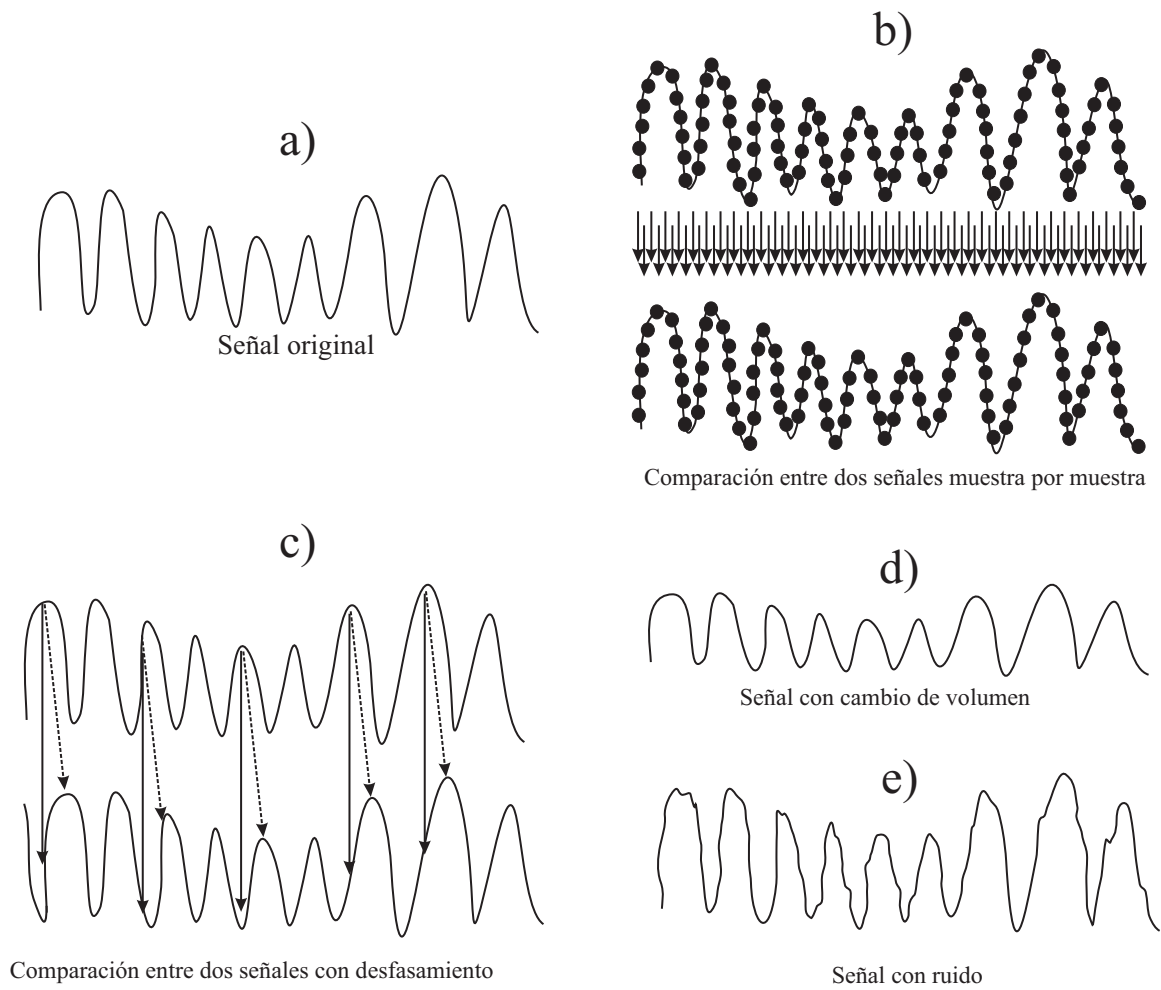 a)
Señal original
b)
Comparación entre dos señales muestra por muestra
c)
Comparación entre dos señales con desfasamiento
d)
Señal con cambio de volumen
e)
Señal con ruido